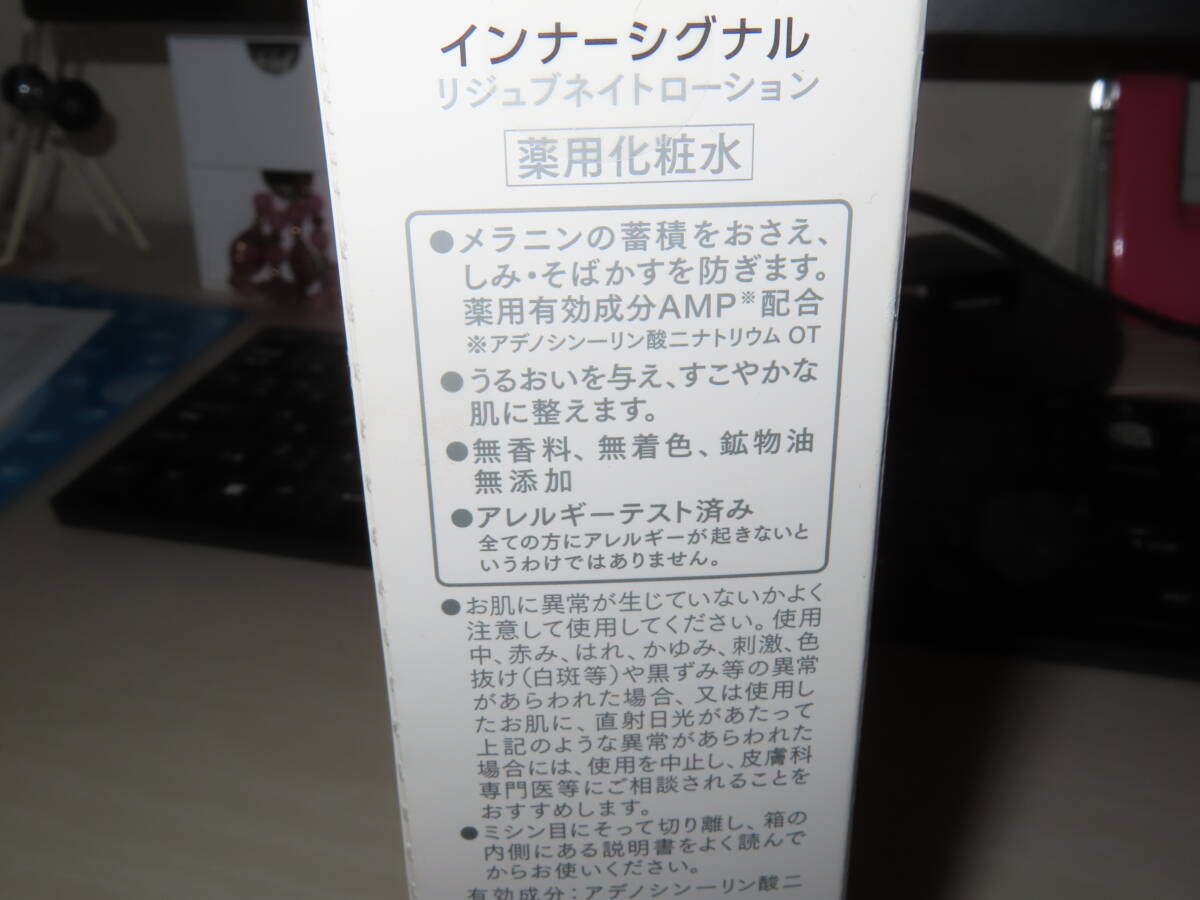 インナーシグナル
リジュブネイトローション
薬用化粧水
●メラニンの蓄積をおさえ、
しみ・そばかすを防ぎます。
薬用有効成分AMP※配合
※アデノシン一リン酸二ナトリウム OT
●うるおいを与え、すこやかな
肌に整えます。
●無香料、無着色、鉱物油
無添加
●アレルギーテスト済み
全ての方にアレルギーが起きないと
いうわけではありません。
●お肌に異常が生じていないかよく
注意して使用してください。使用
中、赤み、はれ、かゆみ、刺激、色
抜け(白斑等)や黒ずみ等の異常
があらわれた場合、又は使用し
たお肌に、直射日光があたって
上記のような異常があらわれた
場合には、使用を中止し、皮膚科
専門医等にご相談されることを
おすすめします。
●ミシン目にそって切り離し、箱の
内側にある説明書をよく読んで
からお使いください。
有効成分:アデノシン一リン酸二